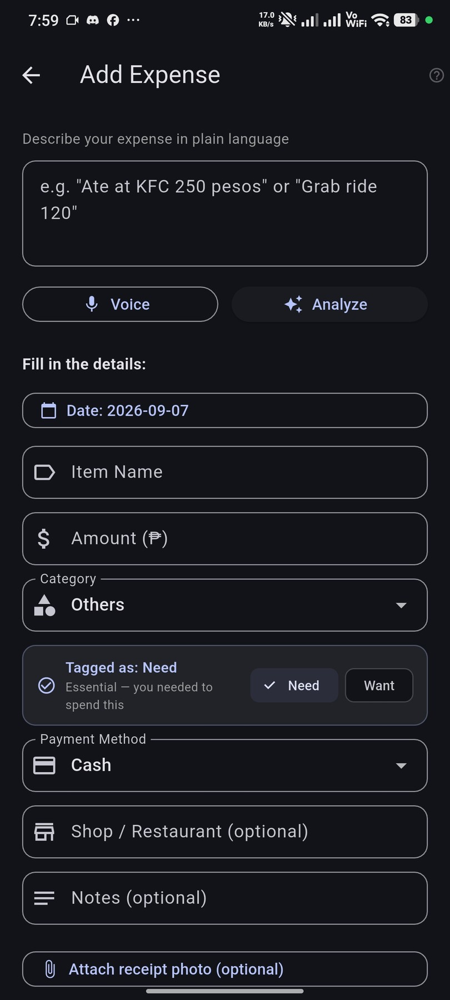 7:59 17.0 KB/s Vo WiFi 83
Add Expense
Describe your expense in plain language
e.g. "Ate at KFC 250 pesos" or "Grab ride
120"
Voice
Analyze
Fill in the details:
Date: 2026-09-07
Item Name
Amount (₱)
Category
Others
Tagged as: Need
Essential — you needed to
spend this
Need
Want
Payment Method
Cash
Shop / Restaurant (optional)
Notes (optional)
Attach receipt photo (optional)